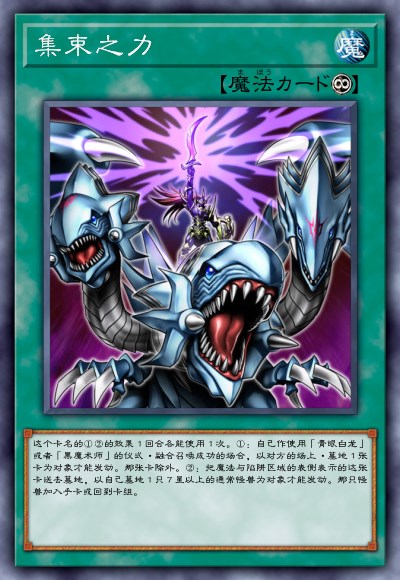 集束之力
魔
【魔法カード】
まほう
这个卡名的①②的效果1回合各能使用1次。①：自己作使用「青眼白龙」
或者「黑魔术师」的仪式·融合召唤成功的场合，以对方的场上·墓地1张
卡为对象才能发动。那张卡除外。②：把魔法与陷阱区域的表侧表示的这张
卡送去墓地，以自己墓地1只7星以上的通常怪兽为对象才能发动。那只怪
兽加入手卡或回到卡组。